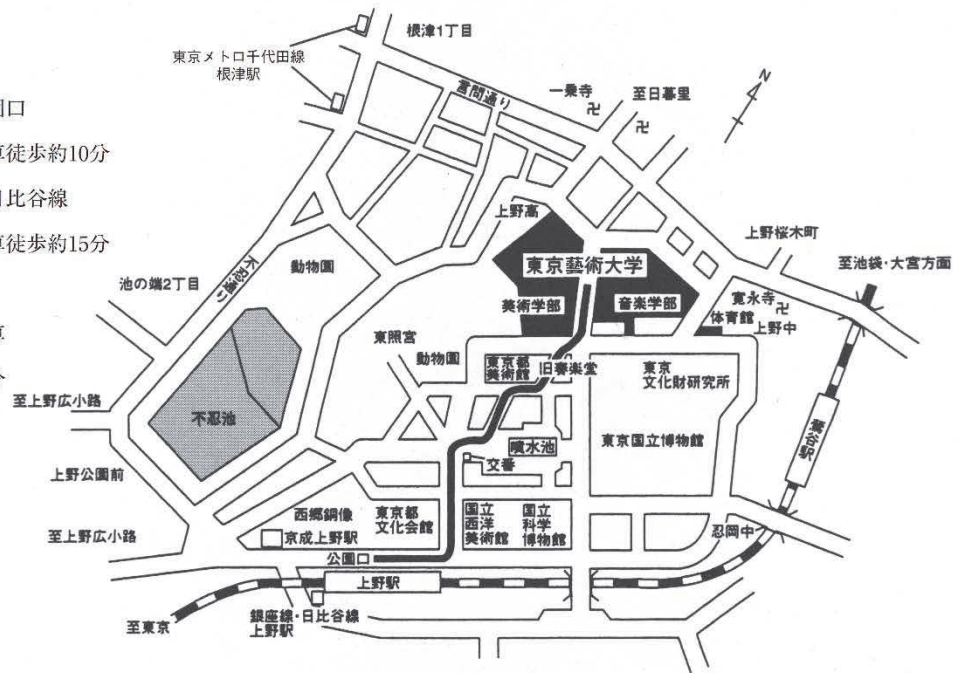 園口
徒歩約10分
比谷線
徒歩約15分
根津1丁目
東京メトロ千代田線
根津駅
言問通り
一乗寺
至日暮里
N
上野高
上野桜木町
至池袋・大宮方面
東京藝術大学
美術学部
音楽学部
寛永寺
体育館
上野中
動物園
池の端2丁目
不忍通り
東照宮
動物園
東京都
美術館
旧奏楽堂
東京
文化財研究所
鶯谷駅
至上野広小路
不忍池
噴水池
交番
東京国立博物館
上野公園前
西郷銅像
東京都
文化会館
国立
西洋
美術館
国立
科学
博物館
忍岡中
至上野広小路
京成上野駅
公園口
上野駅
至東京
銀座線・日比谷線
上野駅